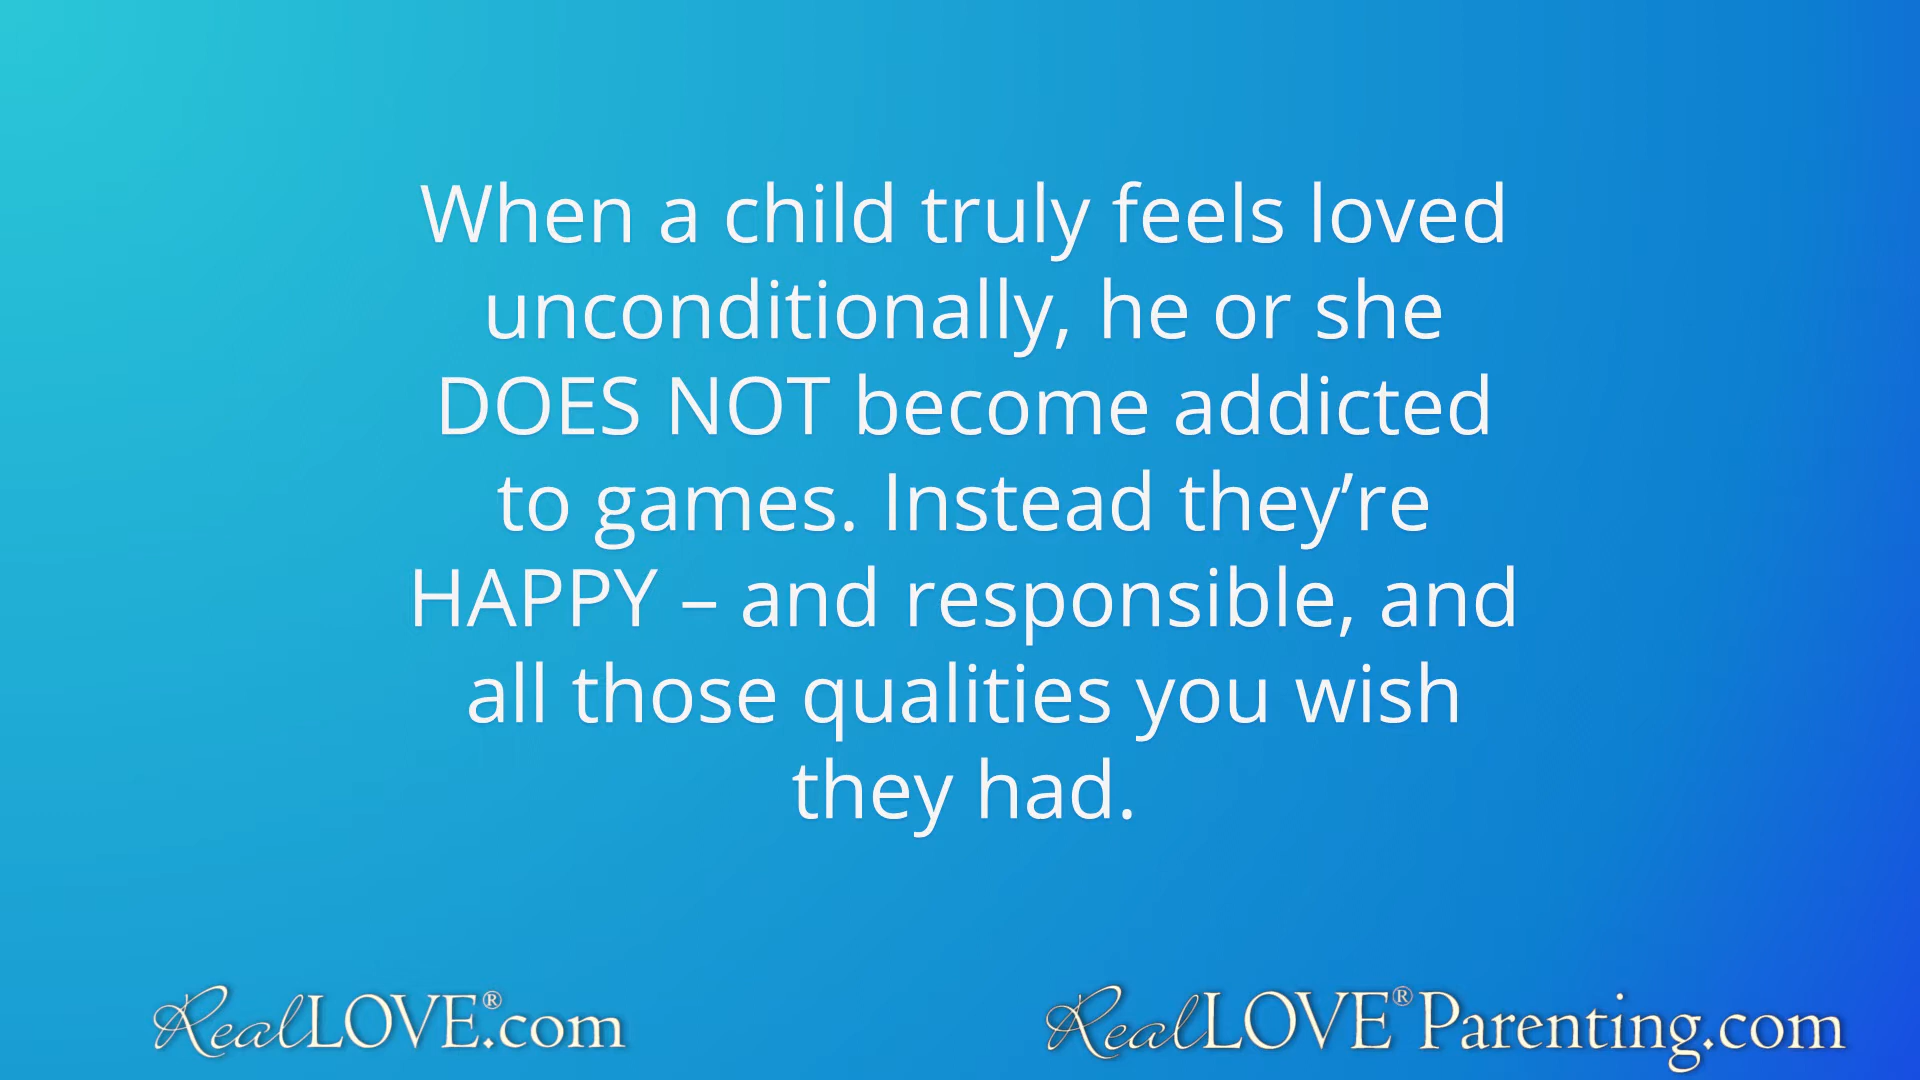 When a child truly feels loved
unconditionally, he or she
DOES NOT become addicted
to games. Instead they’re
HAPPY – and responsible, and
all those qualities you wish
they had.
RealLOVE®.com
RealLOVE®Parenting.com